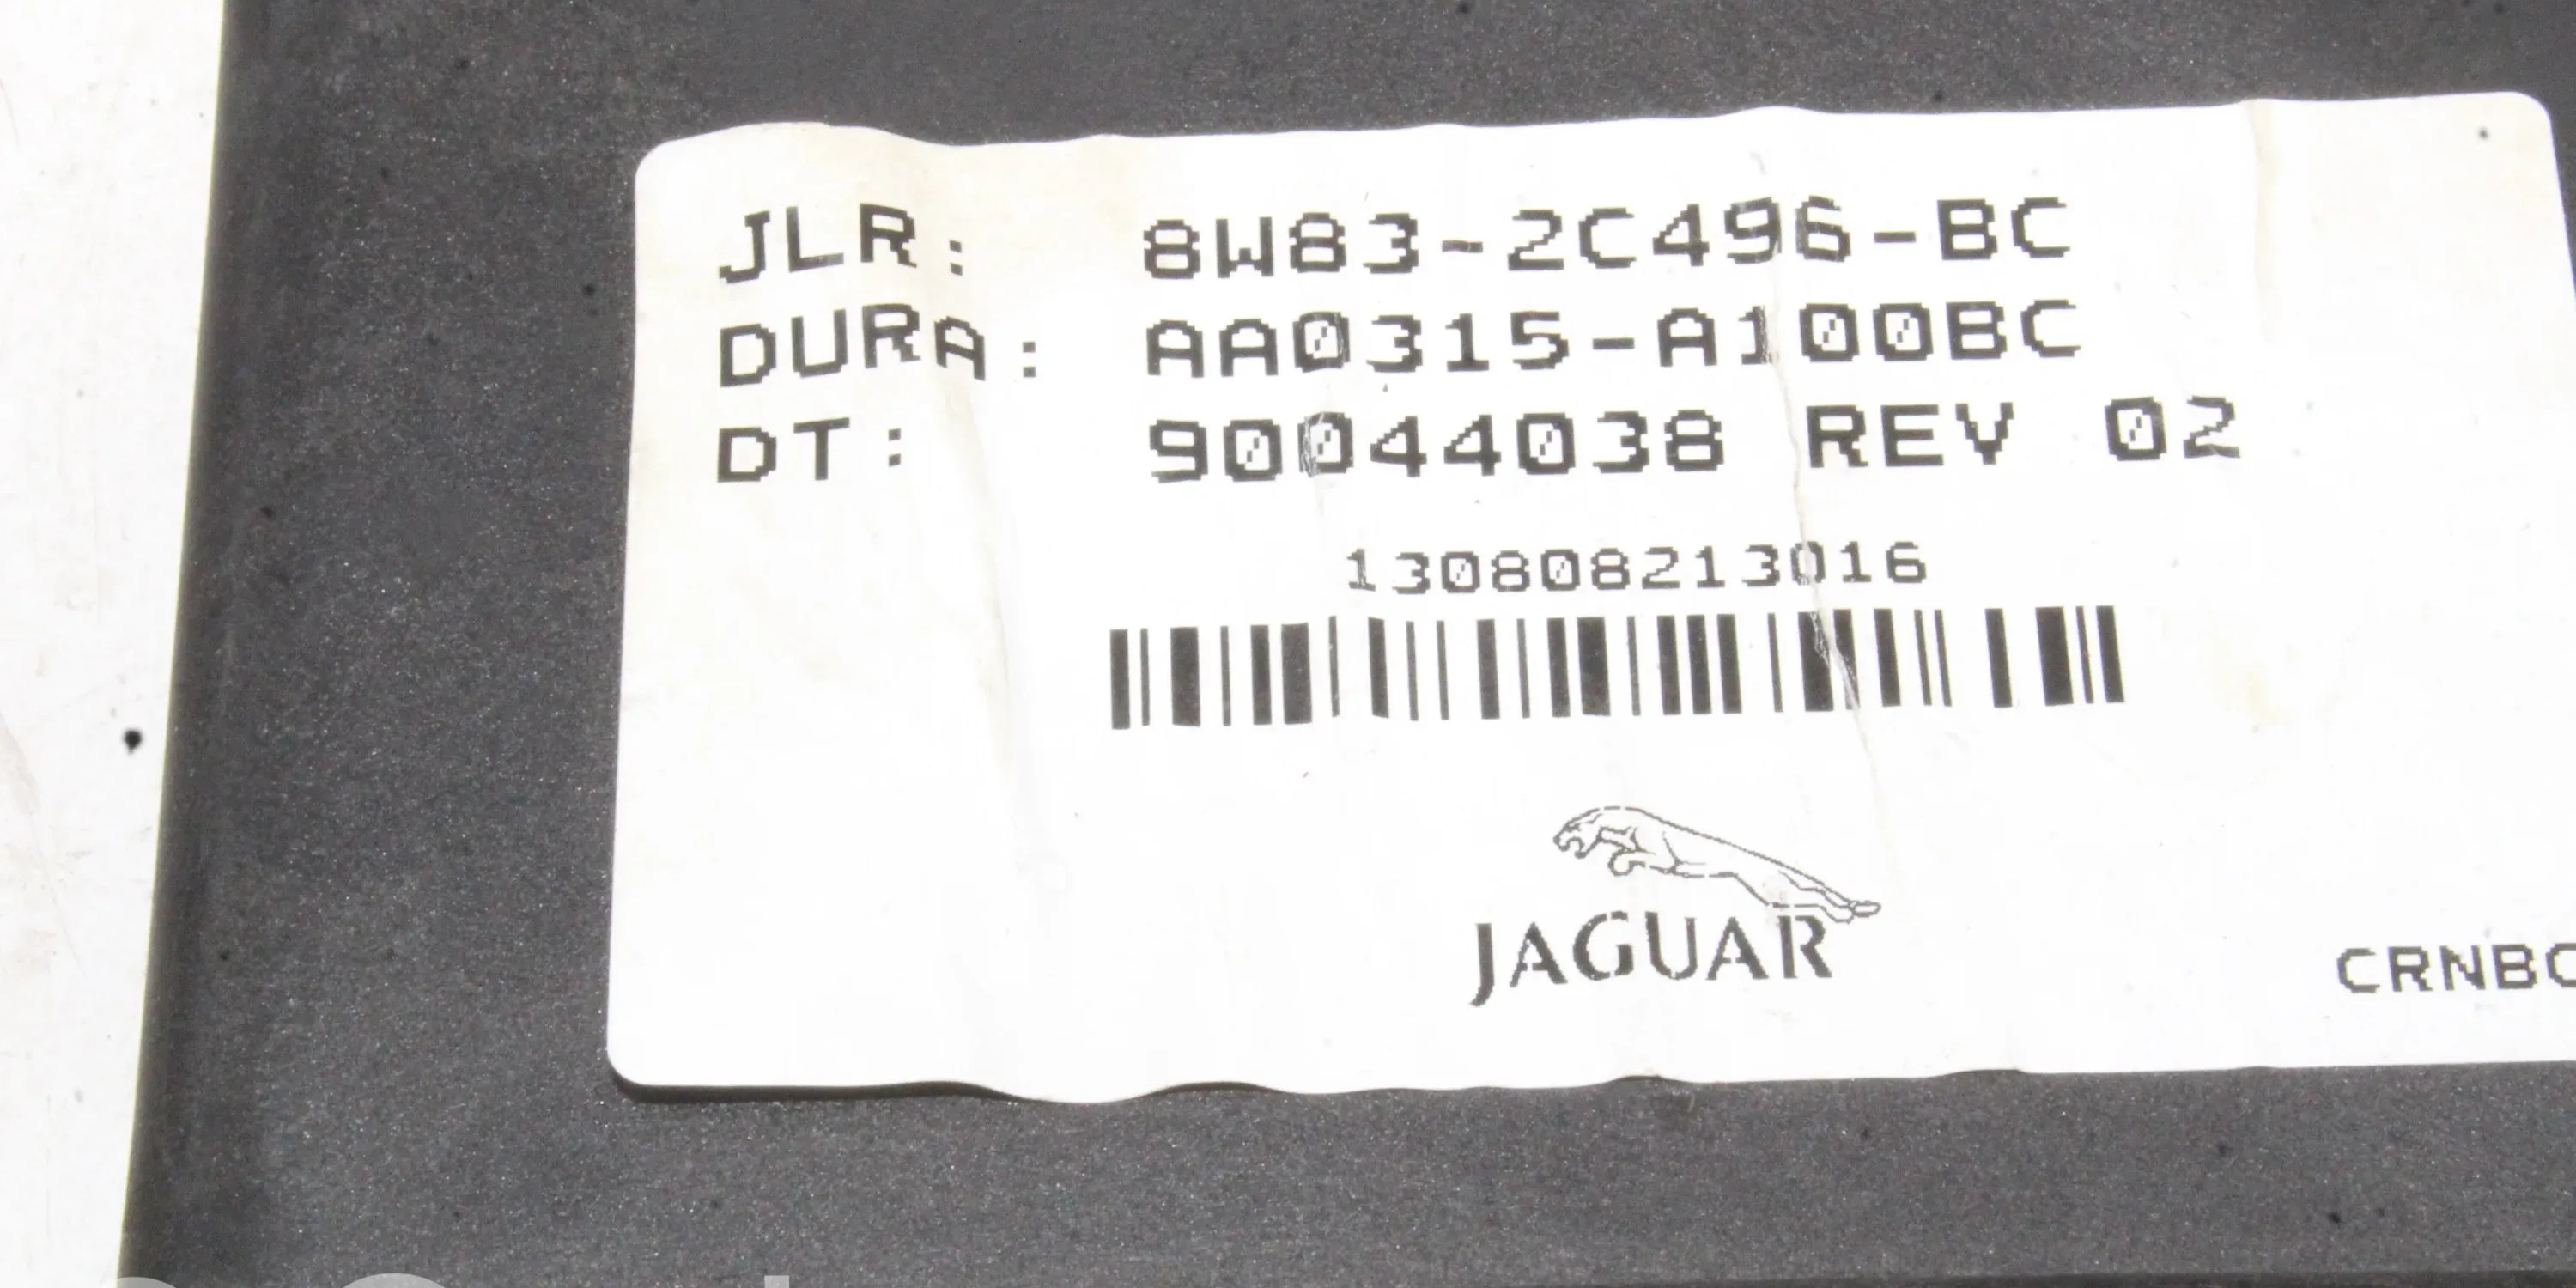 JLR: 8W83-2C496-BC
DURA: AA0315-A100BC
DT: 90044038 REV 02
130808213016
JAGUAR
CRNBC